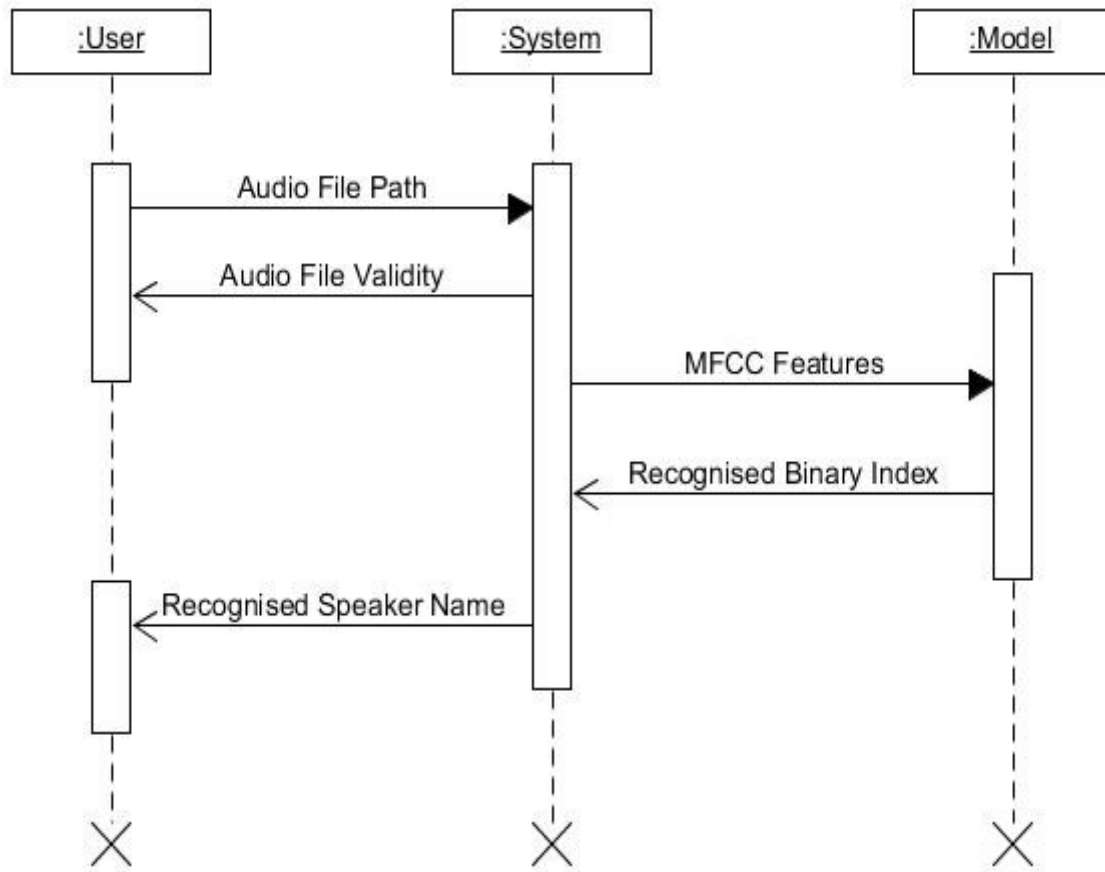 :User
:System
:Model
Audio File Path
Audio File Validity
MFCC Features
Recognised Binary Index
Recognised Speaker Name